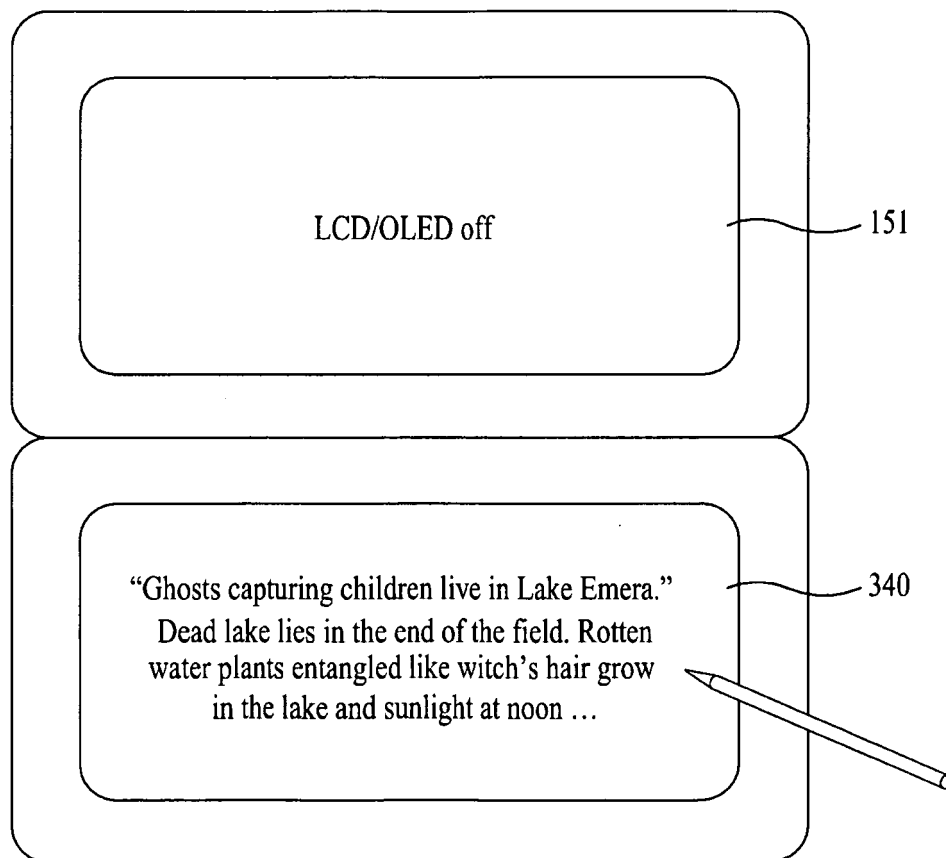 LCD/OLED off
151
“Ghosts capturing children live in Lake Emera.”
340
Dead lake lies in the end of the field. Rotten
water plants entangled like witch’s hair grow
in the lake and sunlight at noon ...